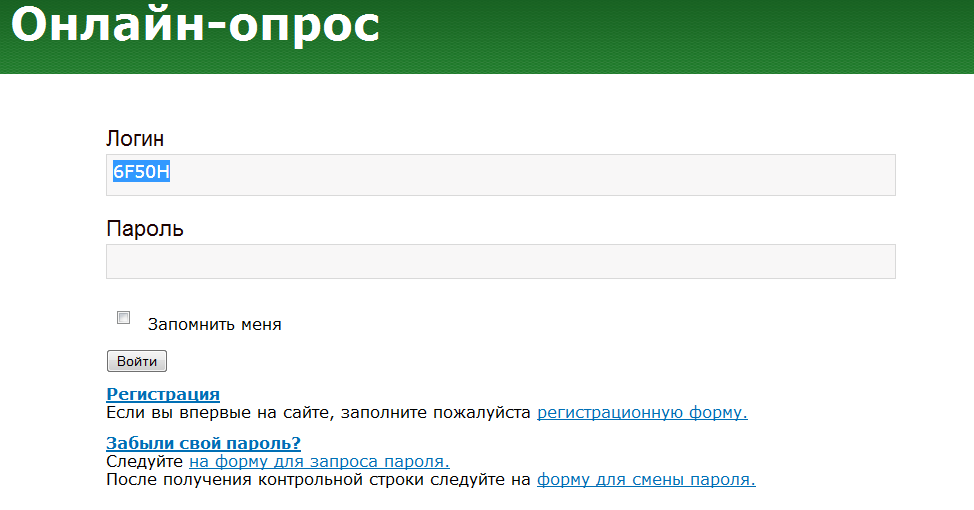 Онлайн-опрос
Логин
6F50H
Пароль
Запомнить меня
Войти
Регистрация
Если вы впервые на сайте, заполните пожалуйста регистрационную форму.
Забыли свой пароль?
Следуйте на форму для запроса пароля.
После получения контрольной строки следуйте на форму для смены пароля.